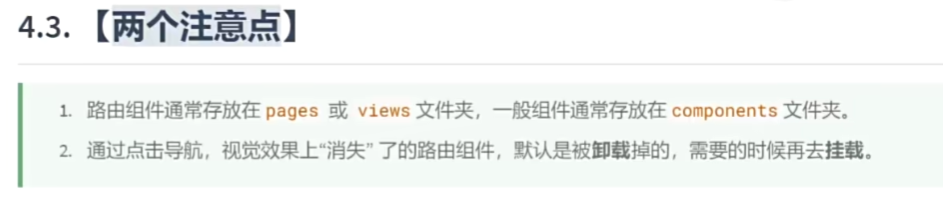 4.3. 【两个注意点】
1. 路由组件通常存放在 pages 或 views 文件夹，一般组件通常存放在 components 文件夹。
2. 通过点击导航，视觉效果上“消失” 了的路由组件，默认是被卸载掉的，需要的时候再去挂载。